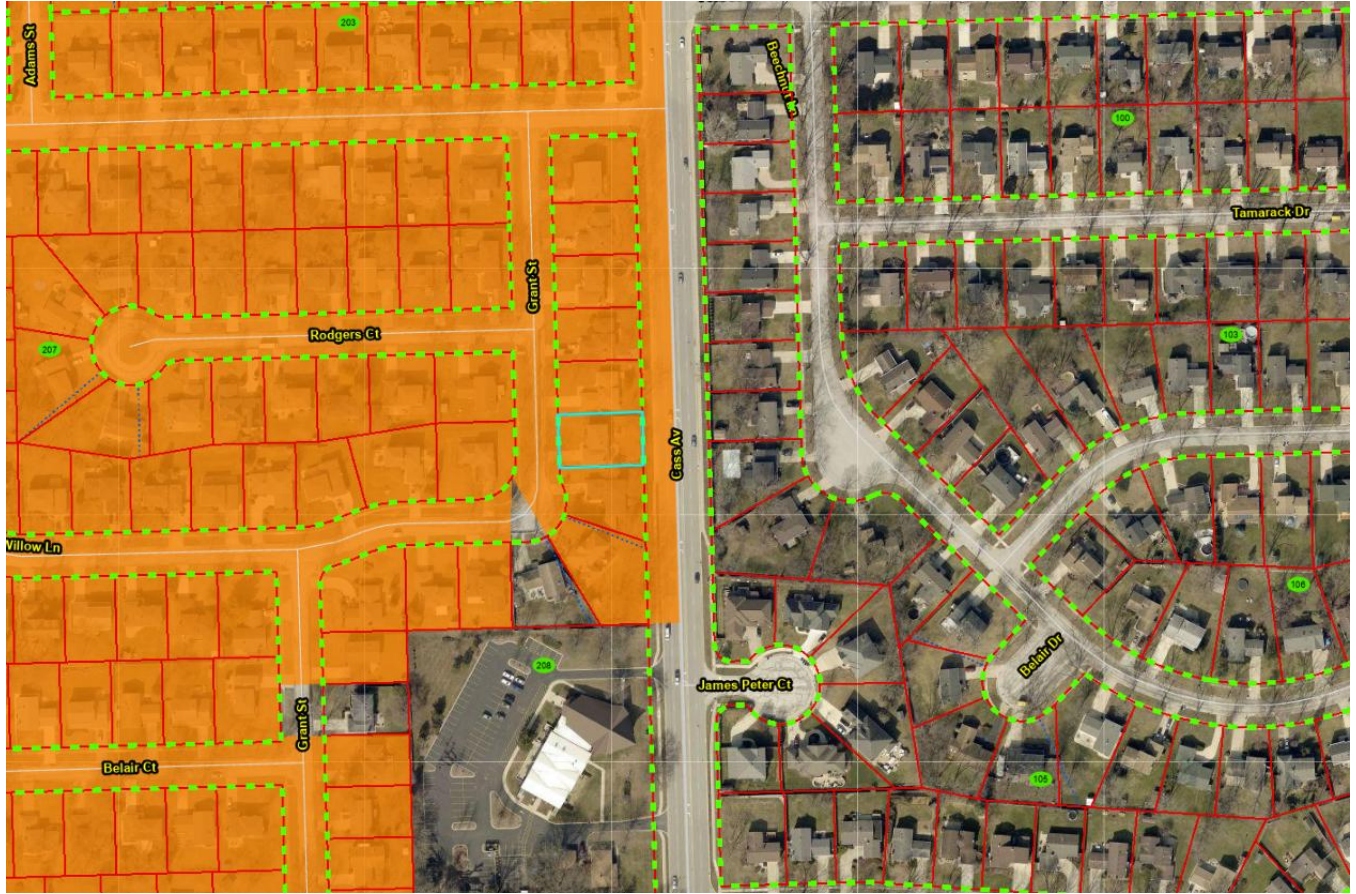 203
Adams St
Beechnut Ln
100
Tamarack Dr
Grant St
Rodgers Ct
207
103
Cass Av
Willow Ln
106
208
James Peter Ct
Belair Dr
Grant St
Belair Ct
105